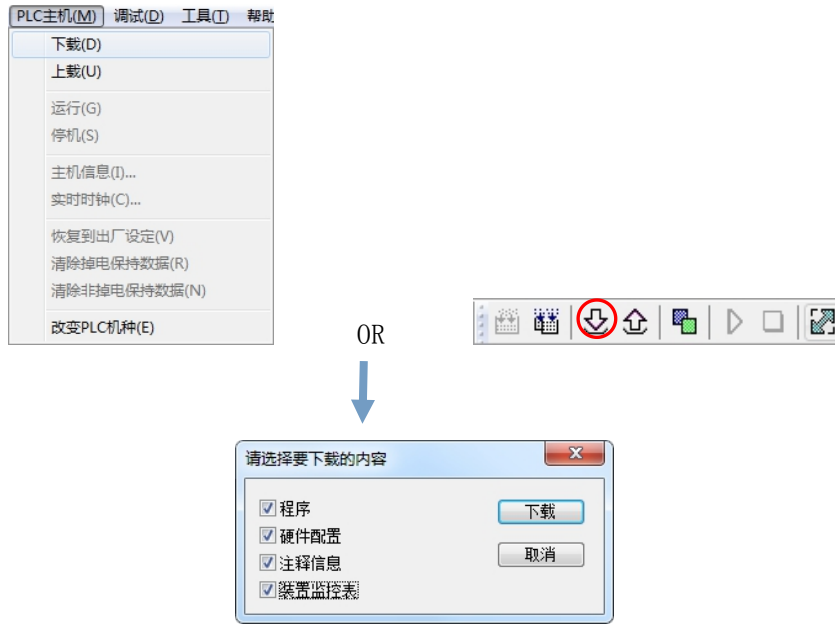 PLC主机(M) 调试(D) 工具(T) 帮助
下载(D)
上载(U)
运行(G)
停机(S)
主机信息(I)...
实时时钟(C)...
恢复到出厂设定(V)
清除掉电保持数据(R)
清除非掉电保持数据(N)
改变PLC机种(E)
OR
请选择要下载的内容
程序
下载
硬件配置
注释信息
取消
装置监控表